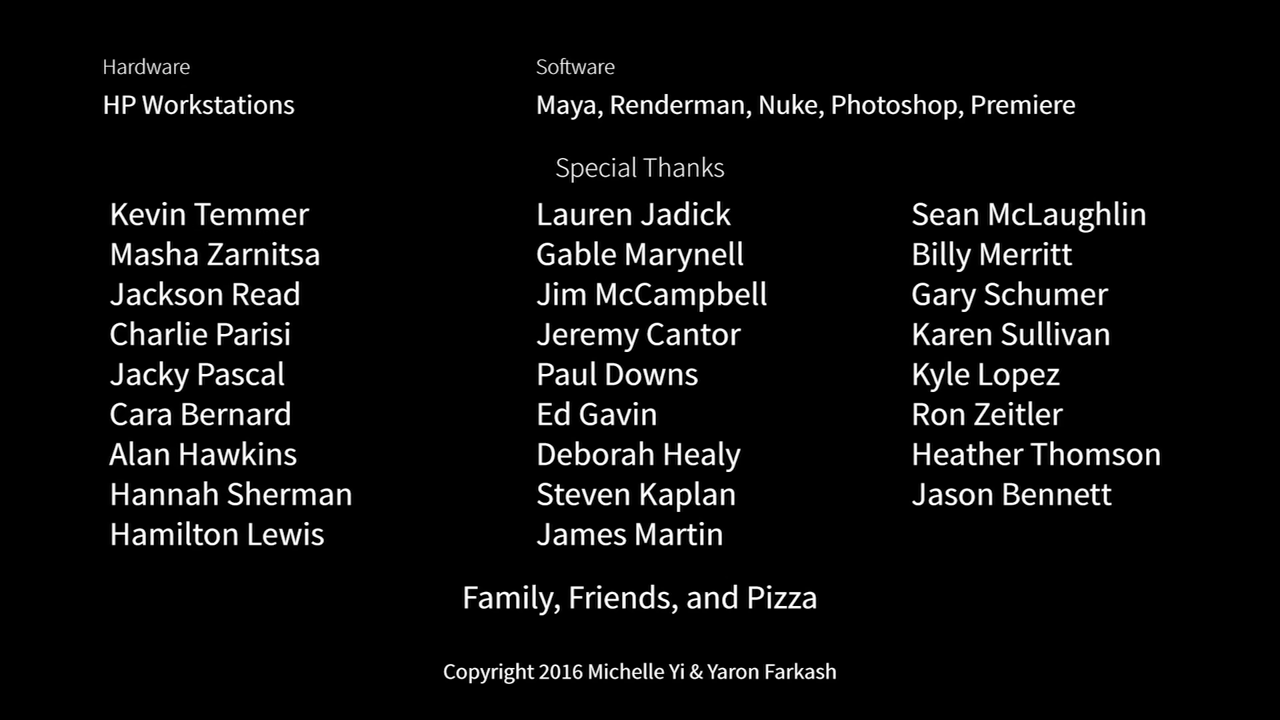 Hardware
HP Workstations
Software
Maya, Renderman, Nuke, Photoshop, Premiere
Special Thanks
Kevin Temmer
Masha Zarnitsa
Jackson Read
Charlie Parisi
Jacky Pascal
Cara Bernard
Alan Hawkins
Hannah Sherman
Hamilton Lewis
Lauren Jadick
Gable Marynell
Jim McCampbell
Jeremy Cantor
Paul Downs
Ed Gavin
Deborah Healy
Steven Kaplan
James Martin
Sean McLaughlin
Billy Merritt
Gary Schumer
Karen Sullivan
Kyle Lopez
Ron Zeitler
Heather Thomson
Jason Bennett
Family, Friends, and Pizza
Copyright 2016 Michelle Yi & Yaron Farkash